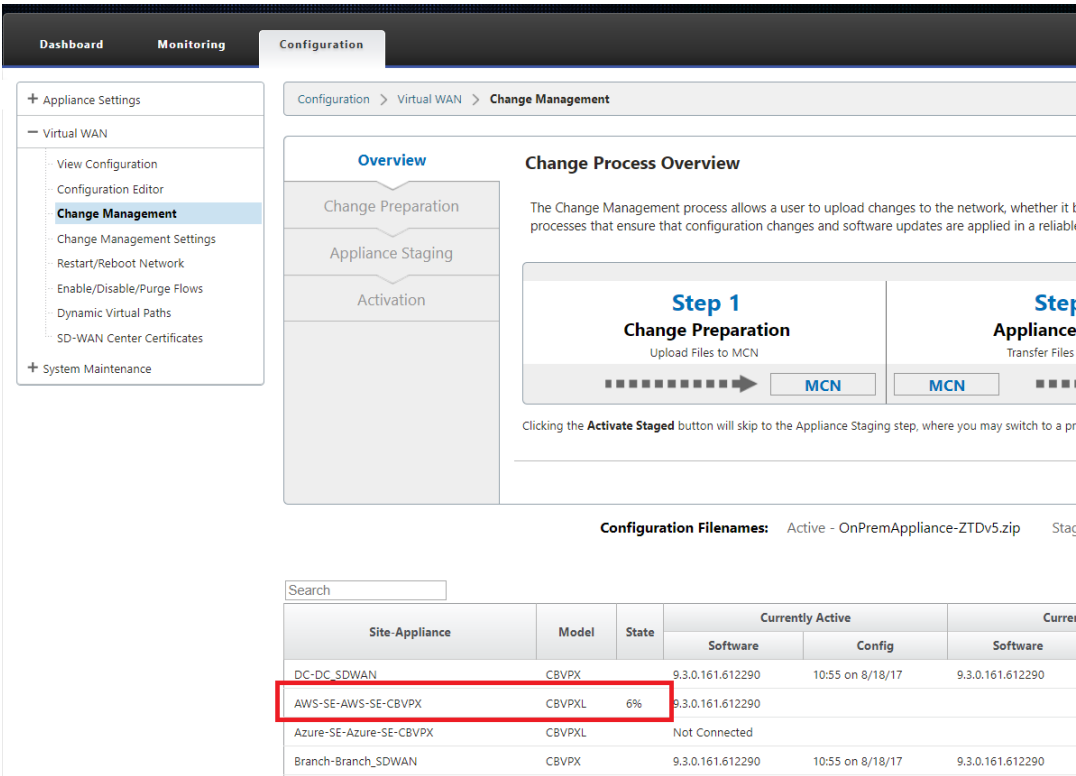 Dashboard Monitoring Configuration
+ Appliance Settings
− Virtual WAN
View Configuration
Configuration Editor
Change Management
Change Management Settings
Restart/Reboot Network
Enable/Disable/Purge Flows
Dynamic Virtual Paths
SD-WAN Center Certificates
+ System Maintenance
Configuration > Virtual WAN > Change Management
Overview
Change Preparation
Appliance Staging
Activation
Change Process Overview
The Change Management process allows a user to upload changes to the network, whether it b
processes that ensure that configuration changes and software updates are applied in a reliable
Step 1
Change Preparation
Upload Files to MCN
MCN
Step
Appliance
Transfer Files
MCN
Clicking the Activate Staged button will skip to the Appliance Staging step, where you may switch to a pr
Configuration Filenames: Active - OnPremAppliance-ZTDv5.zip Stag
Search
Site-Appliance Model State Currently Active Curre
Software Config Software
DC-DC_SDWAN CBVPX 9.3.0.161.612290 10:55 on 8/18/17 9.3.0.161.612290
AWS-SE-AWS-SE-CBVPX CBVPXL 6% 9.3.0.161.612290
Azure-SE-Azure-SE-CBVPX CBVPXL Not Connected
Branch-Branch_SDWAN CBVPX 9.3.0.161.612290 10:55 on 8/18/17 9.3.0.161.612290